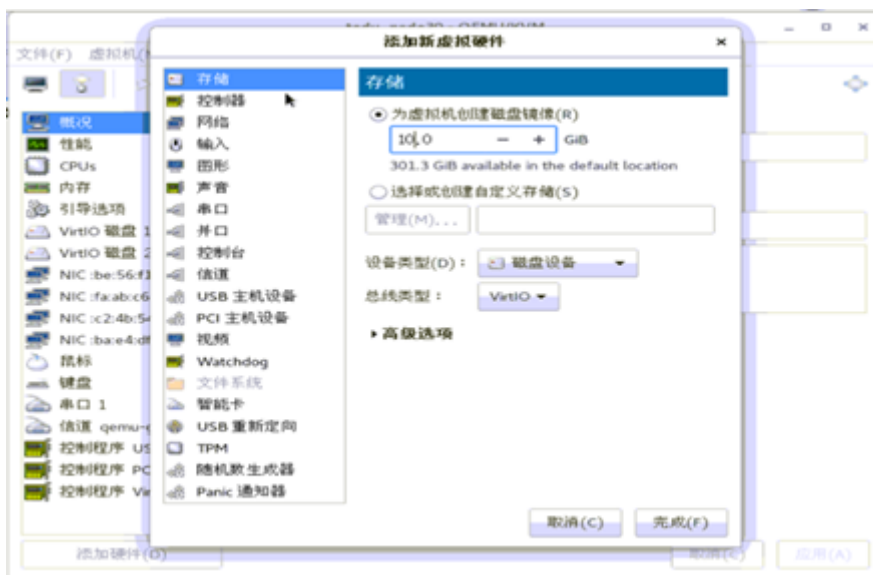 QEMU/KVM
添加新虚拟硬件
文件(F) 虚拟机(
概况
性能
CPUs
内存
引导选项
VirtIO 磁盘 1
VirtIO 磁盘 2
NIC :be:56:f1
NIC :fa:ab:c6
NIC :c2:4b:5
NIC :ba:e4:df
鼠标
键盘
串口 1
信道 qemu-
控制程序 US
控制程序 PC
控制程序 Vir
添加硬件(D)
存储
控制器
网络
输入
图形
声音
串口
并口
控制台
信道
USB 主机设备
PCI 主机设备
视频
Watchdog
文件系统
智能卡
USB 重新定向
TPM
随机数生成器
Panic 通知器
存储
为虚拟机创建磁盘镜像(R)
10.0 − + GiB
301.3 GiB available in the default location
选择或创建自定义存储(S)
管理(M)...
设备类型(D)： 磁盘设备
总线类型： VirtIO
高级选项
取消(C) 完成(F)
取消(C) 应用(A)